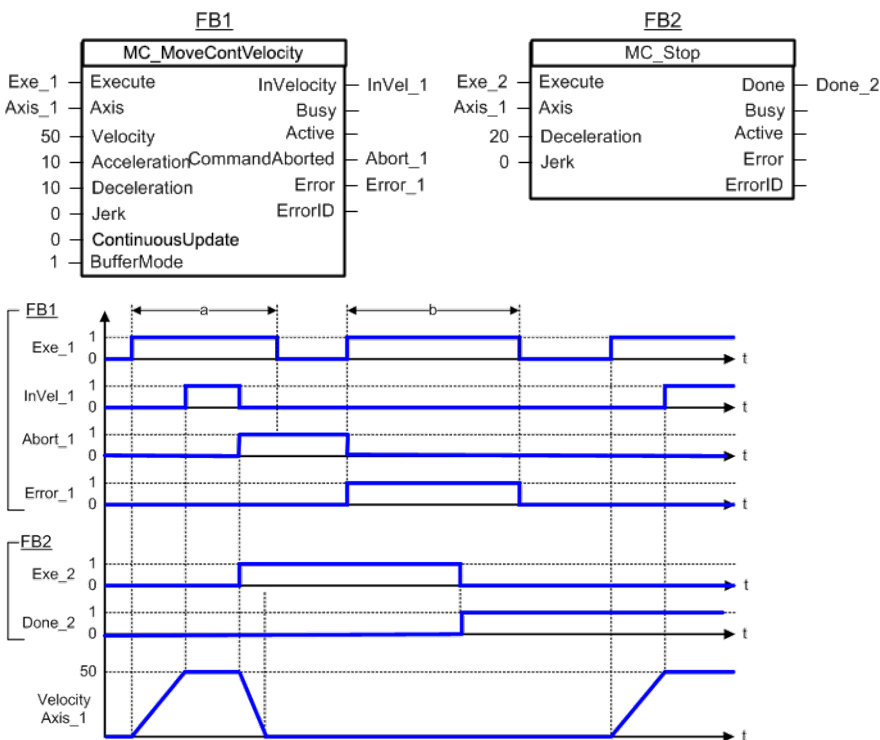 FB1
MC_MoveContVelocity
Exe_1 Execute InVelocity InVel_1
Axis_1 Axis Busy
50 Velocity Active
10 Acceleration CommandAborted Abort_1
10 Deceleration Error Error_1
0 Jerk ErrorID
0 ContinuousUpdate
1 BufferMode
FB2
MC_Stop
Exe_2 Execute Done Done_2
Axis_1 Axis Busy
20 Deceleration Active
0 Jerk Error
ErrorID
FB1
a b
Exe_1 1 0 t
InVel_1 1 0 t
Abort_1 1 0 t
Error_1 1 0 t
FB2
Exe_2 1 0 t
Done_2 1 0 t
50
Velocity
Axis_1
t